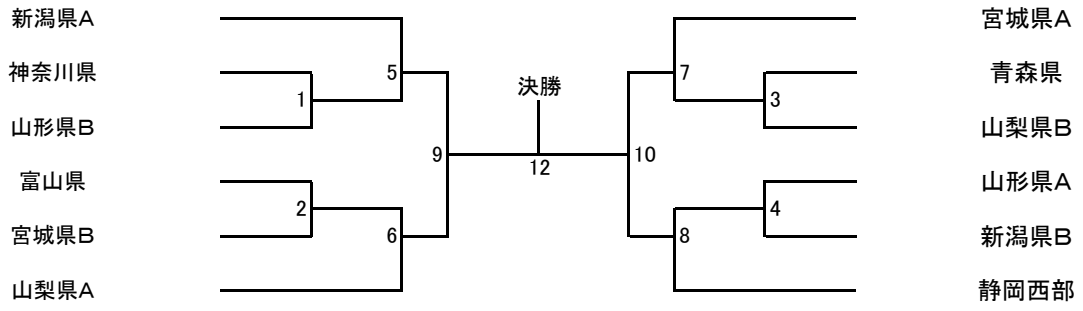 新潟県A
宮城県A
神奈川県
5
決勝
7
青森県
1
3
山形県B
山梨県B
9
12
10
富山県
山形県A
2
4
宮城県B
6
8
新潟県B
山梨県A
静岡西部